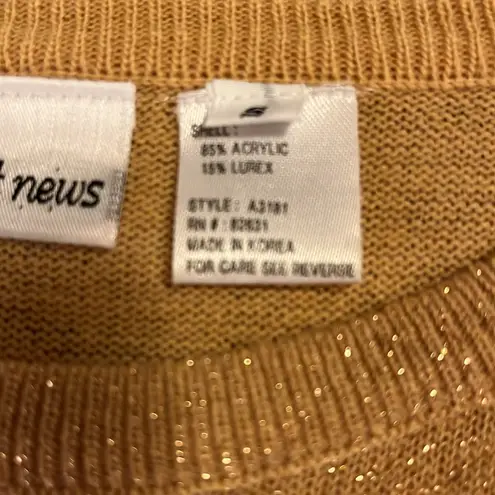 S
SHELL:
85% ACRYLIC
15% LUREX
STYLE: A3181
RN #: 82631
MADE IN KOREA
FOR CARE SEE REVERSE
t news